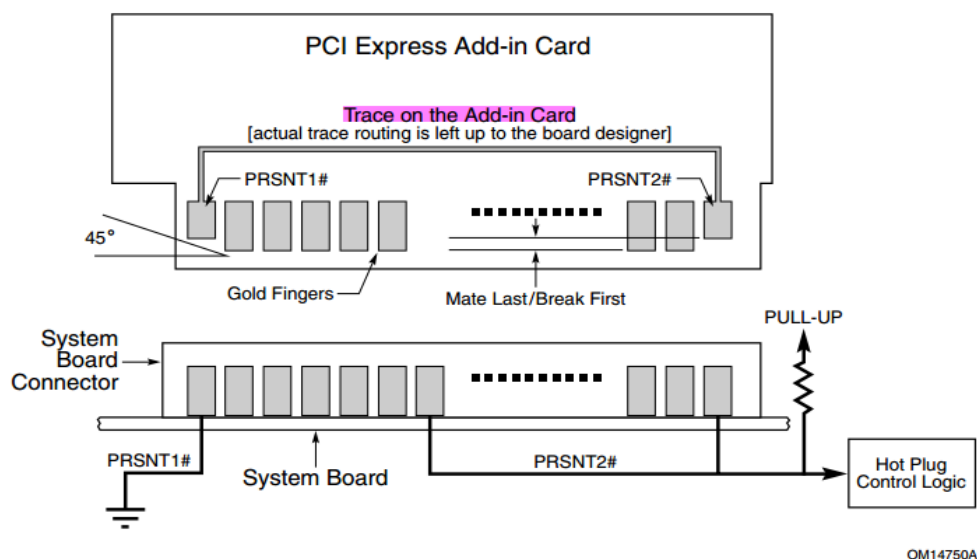 PCI Express Add-in Card
Trace on the Add-in Card
[actual trace routing is left up to the board designer]
PRSNT1#
PRSNT2#
45°
Gold Fingers
Mate Last/Break First
PULL-UP
System
Board
Connector
PRSNT1#
System Board
PRSNT2#
Hot Plug
Control Logic
OM14750A